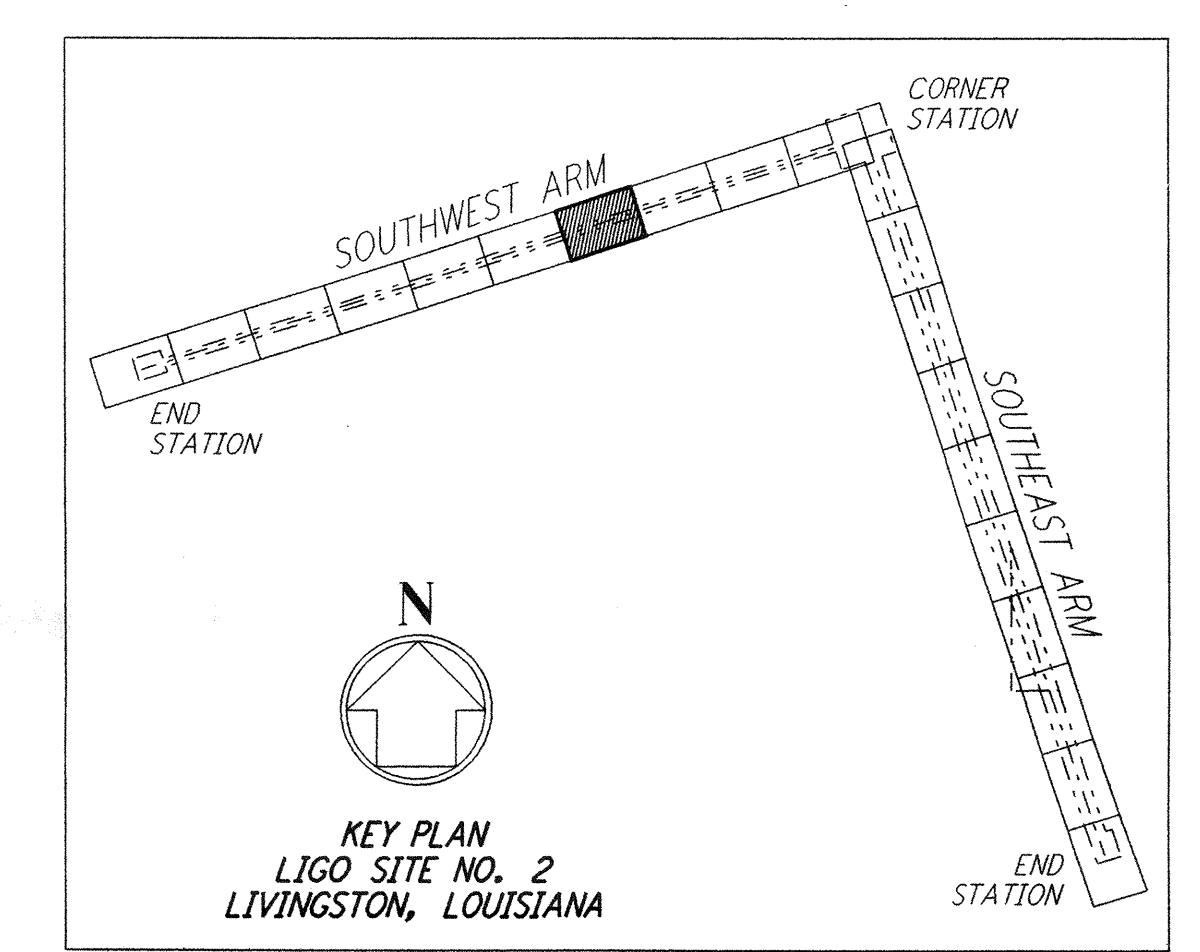 CORNER
STATION
SOUTHWEST ARM
END
STATION
SOUTHEAST ARM
N
KEY PLAN
LIGO SITE NO. 2
LIVINGSTON, LOUISIANA
END
STATION